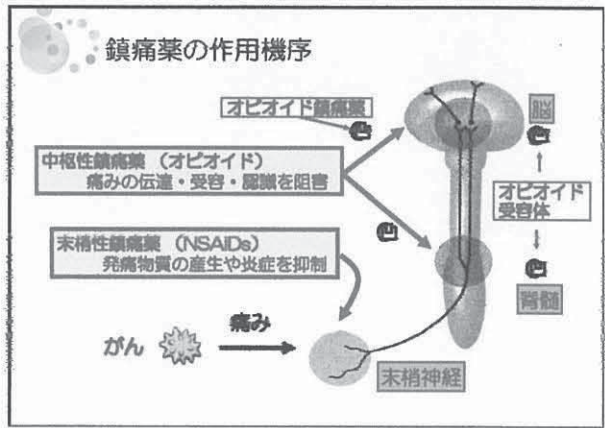 鎮痛薬の作用機序
オピオイド鎮痛薬
脳
中枢性鎮痛薬 (オピオイド)
痛みの伝達・受容・認識を阻害
オピオイド
受容体
末梢性鎮痛薬 (NSAIDs)
発痛物質の産生や炎症を抑制
脊髄
がん
痛み
末梢神経